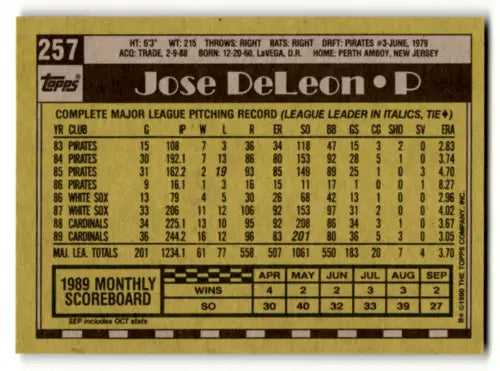 257
HT: 6'3" WT: 215 THROWS: RIGHT BATS: RIGHT DRFT: PIRATES #3-JUNE, 1979
ACQ: TRADE, 2-9-88 BORN: 12-20-60, LaVEGA, D.R. HOME: PERTH AMBOY, NEW JERSEY
Topps
Jose DeLeon • P
COMPLETE MAJOR LEAGUE PITCHING RECORD (LEAGUE LEADER IN ITALICS, TIE♦)
YR CLUB G IP W L R ER SO BB GS CG SHO SV ERA
83 PIRATES 15 108 7 3 36 34 118 47 15 3 2 0 2.83
84 PIRATES 30 192.1 7 13 86 80 153 92 28 5 1 0 3.74
85 PIRATES 31 162.2 2 19 93 85 149 89 25 1 0 3 4.70
86 PIRATES 9 16.1 1 3 16 15 11 17 1 0 0 1 8.27
86 WHITE SOX 13 79 4 5 30 26 68 42 13 1 0 0 2.96
87 WHITE SOX 33 206 11 12 106 92 153 97 31 2 0 0 4.02
88 CARDINALS 34 225.1 13 10 95 92 208 86 34 3 1 0 3.67
89 CARDINALS 36 244.2 16 12 96 83 201 80 36 5 3 0 3.05
MAJ. LEA. TOTALS 201 1234.1 61 77 558 507 1061 550 183 20 7 4 3.70
1989 MONTHLY SCOREBOARD
APR MAY JUN JUL AUG SEP
WINS 4 2 2 3 3 2
SO 30 40 32 33 39 27
SEP includes OCT stats
B* ©1990 THE TOPPS COMPANY, INC.